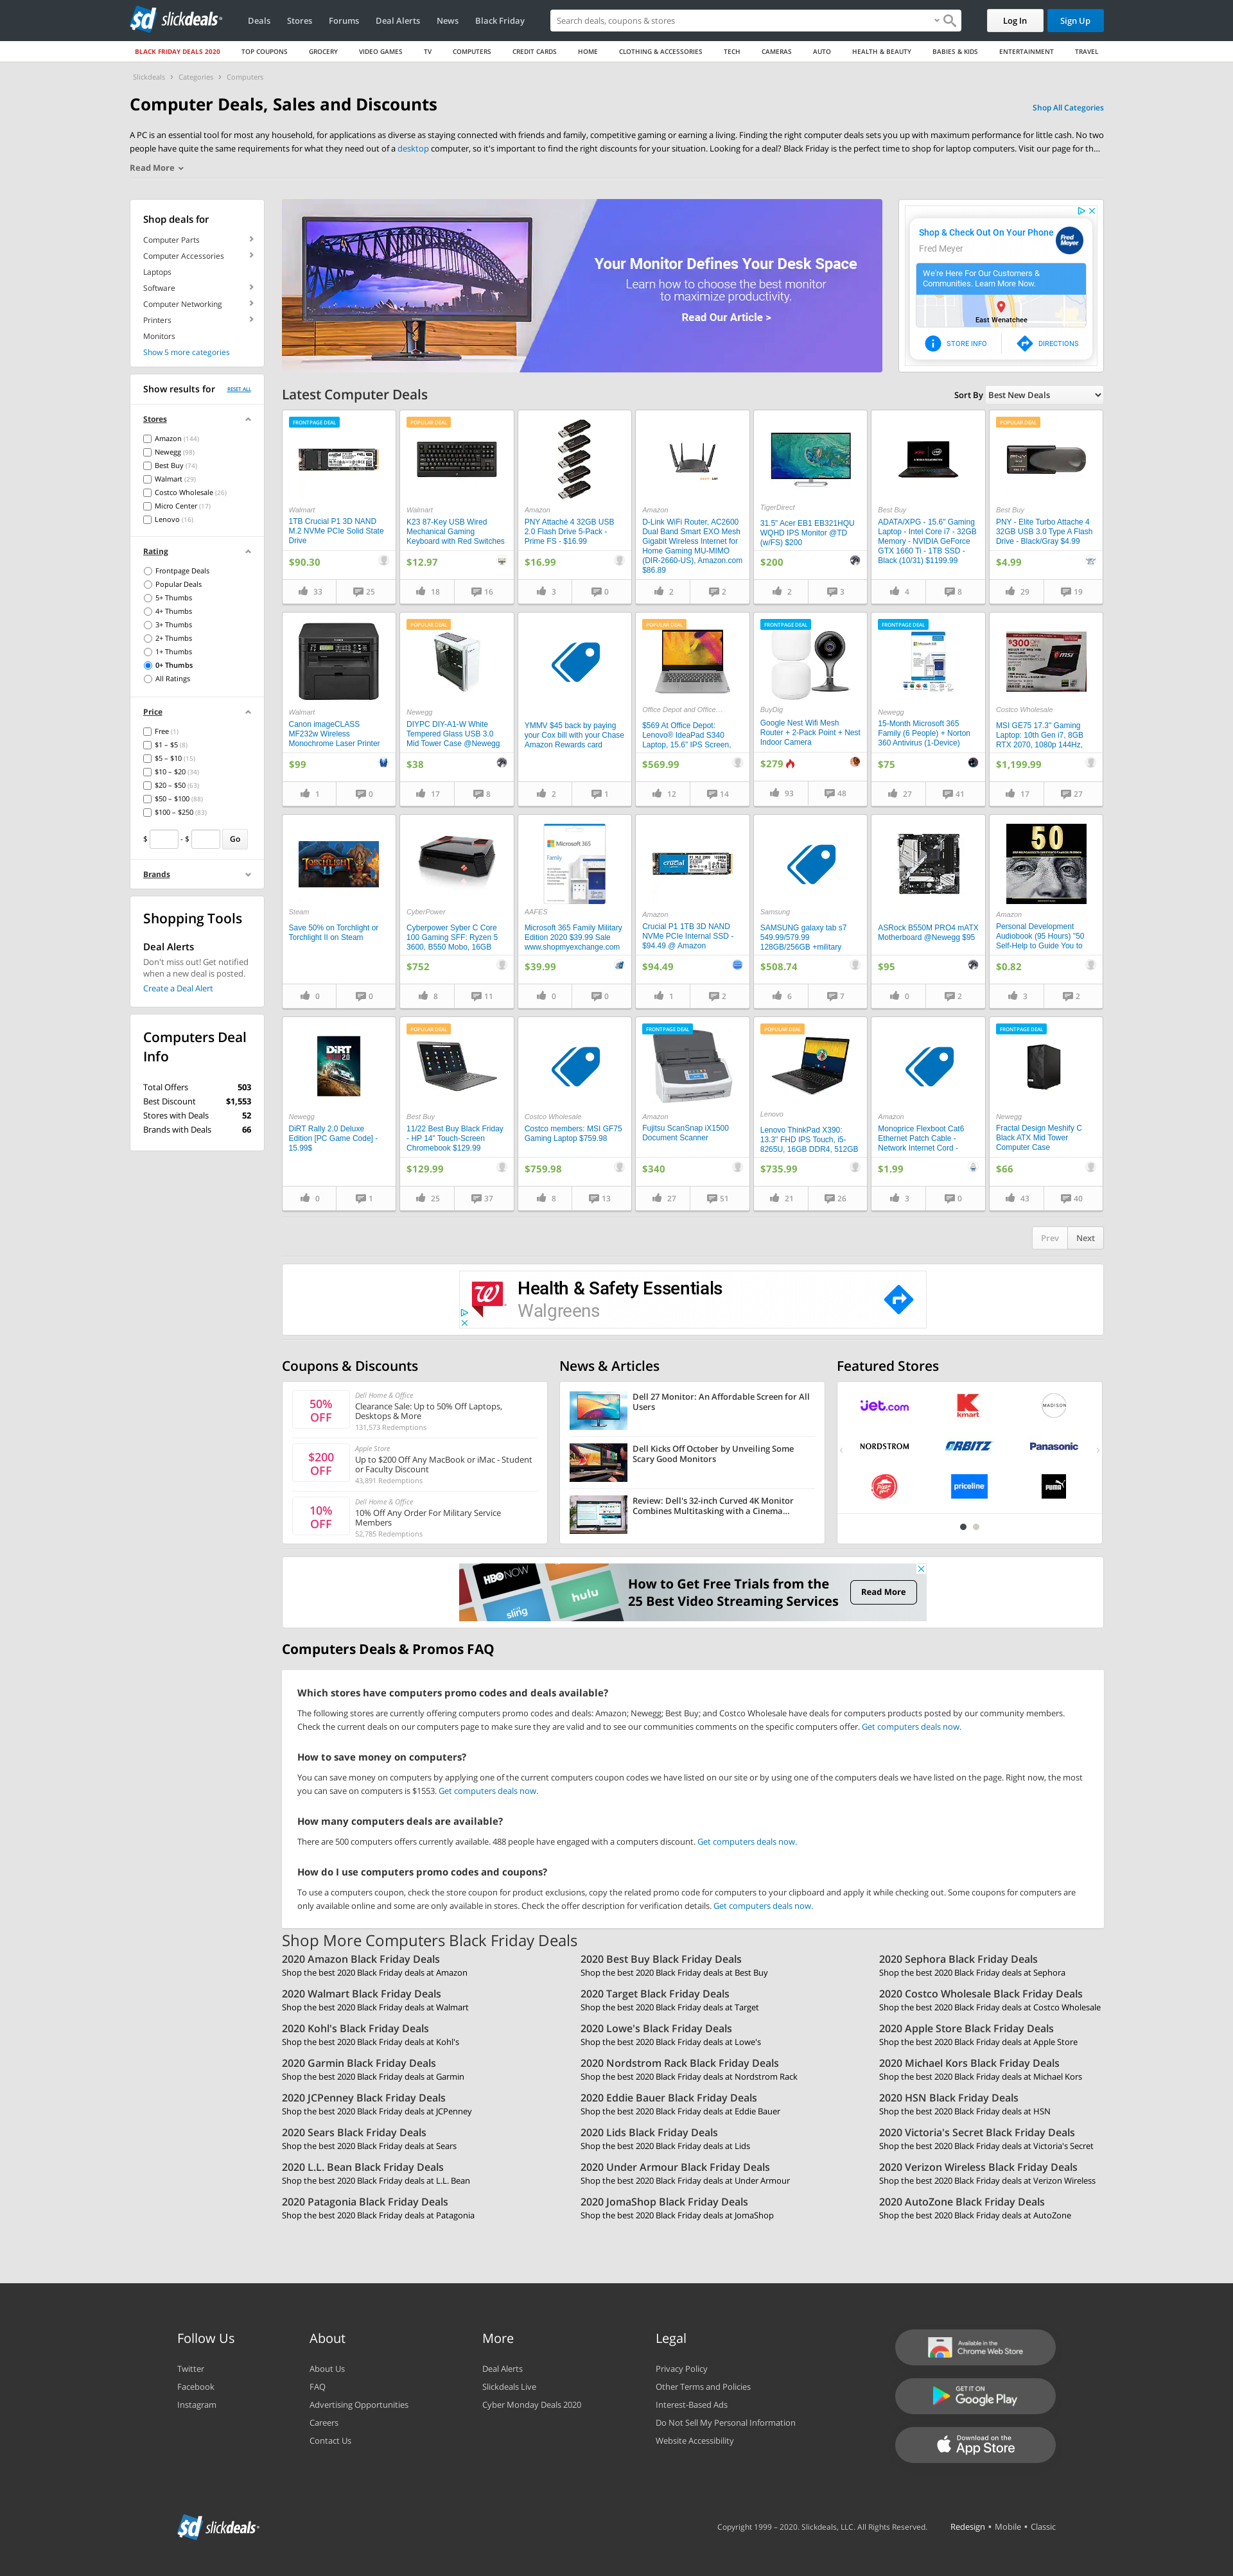 slickdeals
Deals
Stores
Forums
Deal Alerts
News
Black Friday
Search deals, coupons & stores
Log In
Sign Up
BLACK FRIDAY DEALS 2020
TOP COUPONS
GROCERY
VIDEO GAMES
TV
COMPUTERS
CREDIT CARDS
HOME
CLOTHING & ACCESSORIES
TECH
CAMERAS
AUTO
HEALTH & BEAUTY
BABIES & KIDS
ENTERTAINMENT
TRAVEL
Slickdeals › Categories › Computers
Computer Deals, Sales and Discounts
Shop All Categories
A PC is an essential tool for most any household, for applications as diverse as staying connected with friends and family, competitive gaming or earning a living. Finding the right computer deals sets you up with maximum performance for little cash. No two
people have quite the same requirements for what they need out of a desktop computer, so it's important to find the right discounts for your situation. Looking for a deal? Black Friday is the perfect time to shop for laptop computers. Visit our page for th...
Read More
Shop deals for
Computer Parts
Computer Accessories
Laptops
Software
Computer Networking
Printers
Monitors
Show 5 more categories
Your Monitor Defines Your Desk Space
Learn how to choose the best monitor
to maximize productivity.
Read Our Article >
Shop & Check Out On Your Phone
Fred Meyer
Fred Meyer
We're Here For Our Customers &
Communities. Learn More Now.
East Wenatchee
STORE INFO
DIRECTIONS
Show results for
RESET ALL
Stores
Amazon (144)
Newegg (98)
Best Buy (74)
Walmart (29)
Costco Wholesale (26)
Micro Center (17)
Lenovo (16)
Rating
Frontpage Deals
Popular Deals
5+ Thumbs
4+ Thumbs
3+ Thumbs
2+ Thumbs
1+ Thumbs
0+ Thumbs
All Ratings
Price
Free (1)
$1 – $5 (8)
$5 – $10 (15)
$10 – $20 (34)
$20 – $50 (63)
$50 – $100 (88)
$100 – $250 (83)
$ - $ Go
Brands
Shopping Tools
Deal Alerts
Don't miss out! Get notified
when a new deal is posted.
Create a Deal Alert
Computers Deal
Info
Total Offers 503
Best Discount $1,553
Stores with Deals 52
Brands with Deals 66
Latest Computer Deals
Sort By Best New Deals
FRONTPAGE DEAL
Walmart
1TB Crucial P1 3D NAND
M.2 NVMe PCIe Solid State
Drive
$90.30
33 25
POPULAR DEAL
Walmart
K23 87-Key USB Wired
Mechanical Gaming
Keyboard with Red Switches
$12.97
18 16
Amazon
PNY Attaché 4 32GB USB
2.0 Flash Drive 5-Pack -
Prime FS - $16.99
$16.99
3 0
Amazon
D-Link WiFi Router, AC2600
Dual Band Smart EXO Mesh
Gigabit Wireless Internet for
Home Gaming MU-MIMO
(DIR-2660-US), Amazon.com
$86.89
2 2
TigerDirect
31.5" Acer EB1 EB321HQU
WQHD IPS Monitor @TD
(w/FS) $200
$200
2 3
Best Buy
ADATA/XPG - 15.6" Gaming
Laptop - Intel Core i7 - 32GB
Memory - NVIDIA GeForce
GTX 1660 Ti - 1TB SSD -
Black (10/31) $1199.99
4 8
POPULAR DEAL
Best Buy
PNY - Elite Turbo Attache 4
32GB USB 3.0 Type A Flash
Drive - Black/Gray $4.99
$4.99
29 19
Walmart
Canon imageCLASS
MF232w Wireless
Monochrome Laser Printer
$99
1 0
POPULAR DEAL
Newegg
DIYPC DIY-A1-W White
Tempered Glass USB 3.0
Mid Tower Case @Newegg
$38
17 8
YMMV $45 back by paying
your Cox bill with your Chase
Amazon Rewards card
2 1
POPULAR DEAL
Office Depot and Office...
$569 At Office Depot:
Lenovo® IdeaPad S340
Laptop, 15.6" IPS Screen,
$569.99
12 14
FRONTPAGE DEAL
BuyDig
Google Nest Wifi Mesh
Router + 2-Pack Point + Nest
Indoor Camera
$279
93 48
FRONTPAGE DEAL
Newegg
15-Month Microsoft 365
Family (6 People) + Norton
360 Antivirus (1-Device)
$75
27 41
$300
msi
Costco Wholesale
MSI GE75 17.3" Gaming
Laptop: 10th Gen i7, 8GB
RTX 2070, 1080p 144Hz,
$1,199.99
17 27
TORCHLIGHT II
Steam
Save 50% on Torchlight or
Torchlight II on Steam
0 0
CyberPower
Cyberpower Syber C Core
100 Gaming SFF: Ryzen 5
3600, B550 Mobo, 16GB
$752
8 11
Microsoft 365
Family
AAFES
Microsoft 365 Family Military
Edition 2020 $39.99 Sale
www.shopmyexchange.com
$39.99
0 0
crucial
Amazon
Crucial P1 1TB 3D NAND
NVMe PCIe Internal SSD -
$94.49 @ Amazon
$94.49
1 2
Samsung
SAMSUNG galaxy tab s7
549.99/579.99
128GB/256GB +military
$508.74
6 7
ASRock B550M PRO4 mATX
Motherboard @Newegg $95
$95
0 2
50
Amazon
Personal Development
Audiobook (95 Hours) "50
Self-Help to Guide You to
$0.82
3 2
DiRT
Newegg
DiRT Rally 2.0 Deluxe
Edition [PC Game Code] -
15.99$
0 1
POPULAR DEAL
Best Buy
11/22 Best Buy Black Friday
- HP 14" Touch-Screen
Chromebook $129.99
$129.99
25 37
Costco Wholesale
Costco members: MSI GF75
Gaming Laptop $759.98
$759.98
8 13
FRONTPAGE DEAL
Amazon
Fujitsu ScanSnap iX1500
Document Scanner
$340
27 51
POPULAR DEAL
Lenovo
Lenovo ThinkPad X390:
13.3" FHD IPS Touch, i5-
8265U, 16GB DDR4, 512GB
$735.99
21 26
Amazon
Monoprice Flexboot Cat6
Ethernet Patch Cable -
Network Internet Cord -
$1.99
3 0
FRONTPAGE DEAL
Newegg
Fractal Design Meshify C
Black ATX Mid Tower
Computer Case
$66
43 40
Prev Next
Health & Safety Essentials
Walgreens
Coupons & Discounts
50%
OFF
Dell Home & Office
Clearance Sale: Up to 50% Off Laptops,
Desktops & More
131,573 Redemptions
$200
OFF
Apple Store
Up to $200 Off Any MacBook or iMac - Student
or Faculty Discount
43,891 Redemptions
10%
OFF
Dell Home & Office
10% Off Any Order For Military Service
Members
52,785 Redemptions
News & Articles
Dell 27 Monitor: An Affordable Screen for All
Users
Dell Kicks Off October by Unveiling Some
Scary Good Monitors
Review: Dell's 32-inch Curved 4K Monitor
Combines Multitasking with a Cinema...
Featured Stores
Jet.com
kmart
MADISON
NORDSTROM
ORBITZ
Panasonic
priceline
PUMA
HBO NOW
sling
hulu
How to Get Free Trials from the
25 Best Video Streaming Services
Read More
Computers Deals & Promos FAQ
Which stores have computers promo codes and deals available?
The following stores are currently offering computers promo codes and deals: Amazon; Newegg; Best Buy; and Costco Wholesale have deals for computers products posted by our community members.
Check the current deals on our computers page to make sure they are valid and to see our communities comments on the specific computers offer. Get computers deals now.
How to save money on computers?
You can save money on computers by applying one of the current computers coupon codes we have listed on our site or by using one of the computers deals we have listed on the page. Right now, the most
you can save on computers is $1553. Get computers deals now.
How many computers deals are available?
There are 500 computers offers currently available. 488 people have engaged with a computers discount. Get computers deals now.
How do I use computers promo codes and coupons?
To use a computers coupon, check the store coupon for product exclusions, copy the related promo code for computers to your clipboard and apply it while checking out. Some coupons for computers are
only available online and some are only available in stores. Check the offer description for verification details. Get computers deals now.
Shop More Computers Black Friday Deals
2020 Amazon Black Friday Deals
Shop the best 2020 Black Friday deals at Amazon
2020 Best Buy Black Friday Deals
Shop the best 2020 Black Friday deals at Best Buy
2020 Sephora Black Friday Deals
Shop the best 2020 Black Friday deals at Sephora
2020 Walmart Black Friday Deals
Shop the best 2020 Black Friday deals at Walmart
2020 Target Black Friday Deals
Shop the best 2020 Black Friday deals at Target
2020 Costco Wholesale Black Friday Deals
Shop the best 2020 Black Friday deals at Costco Wholesale
2020 Kohl's Black Friday Deals
Shop the best 2020 Black Friday deals at Kohl's
2020 Lowe's Black Friday Deals
Shop the best 2020 Black Friday deals at Lowe's
2020 Apple Store Black Friday Deals
Shop the best 2020 Black Friday deals at Apple Store
2020 Garmin Black Friday Deals
Shop the best 2020 Black Friday deals at Garmin
2020 Nordstrom Rack Black Friday Deals
Shop the best 2020 Black Friday deals at Nordstrom Rack
2020 Michael Kors Black Friday Deals
Shop the best 2020 Black Friday deals at Michael Kors
2020 JCPenney Black Friday Deals
Shop the best 2020 Black Friday deals at JCPenney
2020 Eddie Bauer Black Friday Deals
Shop the best 2020 Black Friday deals at Eddie Bauer
2020 HSN Black Friday Deals
Shop the best 2020 Black Friday deals at HSN
2020 Sears Black Friday Deals
Shop the best 2020 Black Friday deals at Sears
2020 Lids Black Friday Deals
Shop the best 2020 Black Friday deals at Lids
2020 Victoria's Secret Black Friday Deals
Shop the best 2020 Black Friday deals at Victoria's Secret
2020 L.L. Bean Black Friday Deals
Shop the best 2020 Black Friday deals at L.L. Bean
2020 Under Armour Black Friday Deals
Shop the best 2020 Black Friday deals at Under Armour
2020 Verizon Wireless Black Friday Deals
Shop the best 2020 Black Friday deals at Verizon Wireless
2020 Patagonia Black Friday Deals
Shop the best 2020 Black Friday deals at Patagonia
2020 JomaShop Black Friday Deals
Shop the best 2020 Black Friday deals at JomaShop
2020 AutoZone Black Friday Deals
Shop the best 2020 Black Friday deals at AutoZone
Follow Us
Twitter
Facebook
Instagram
About
About Us
FAQ
Advertising Opportunities
Careers
Contact Us
More
Deal Alerts
Slickdeals Live
Cyber Monday Deals 2020
Legal
Privacy Policy
Other Terms and Policies
Interest-Based Ads
Do Not Sell My Personal Information
Website Accessibility
Available in the
Chrome Web Store
GET IT ON
Google Play
Download on the
App Store
slickdeals
Copyright 1999 – 2020. Slickdeals, LLC. All Rights Reserved.
Redesign • Mobile • Classic